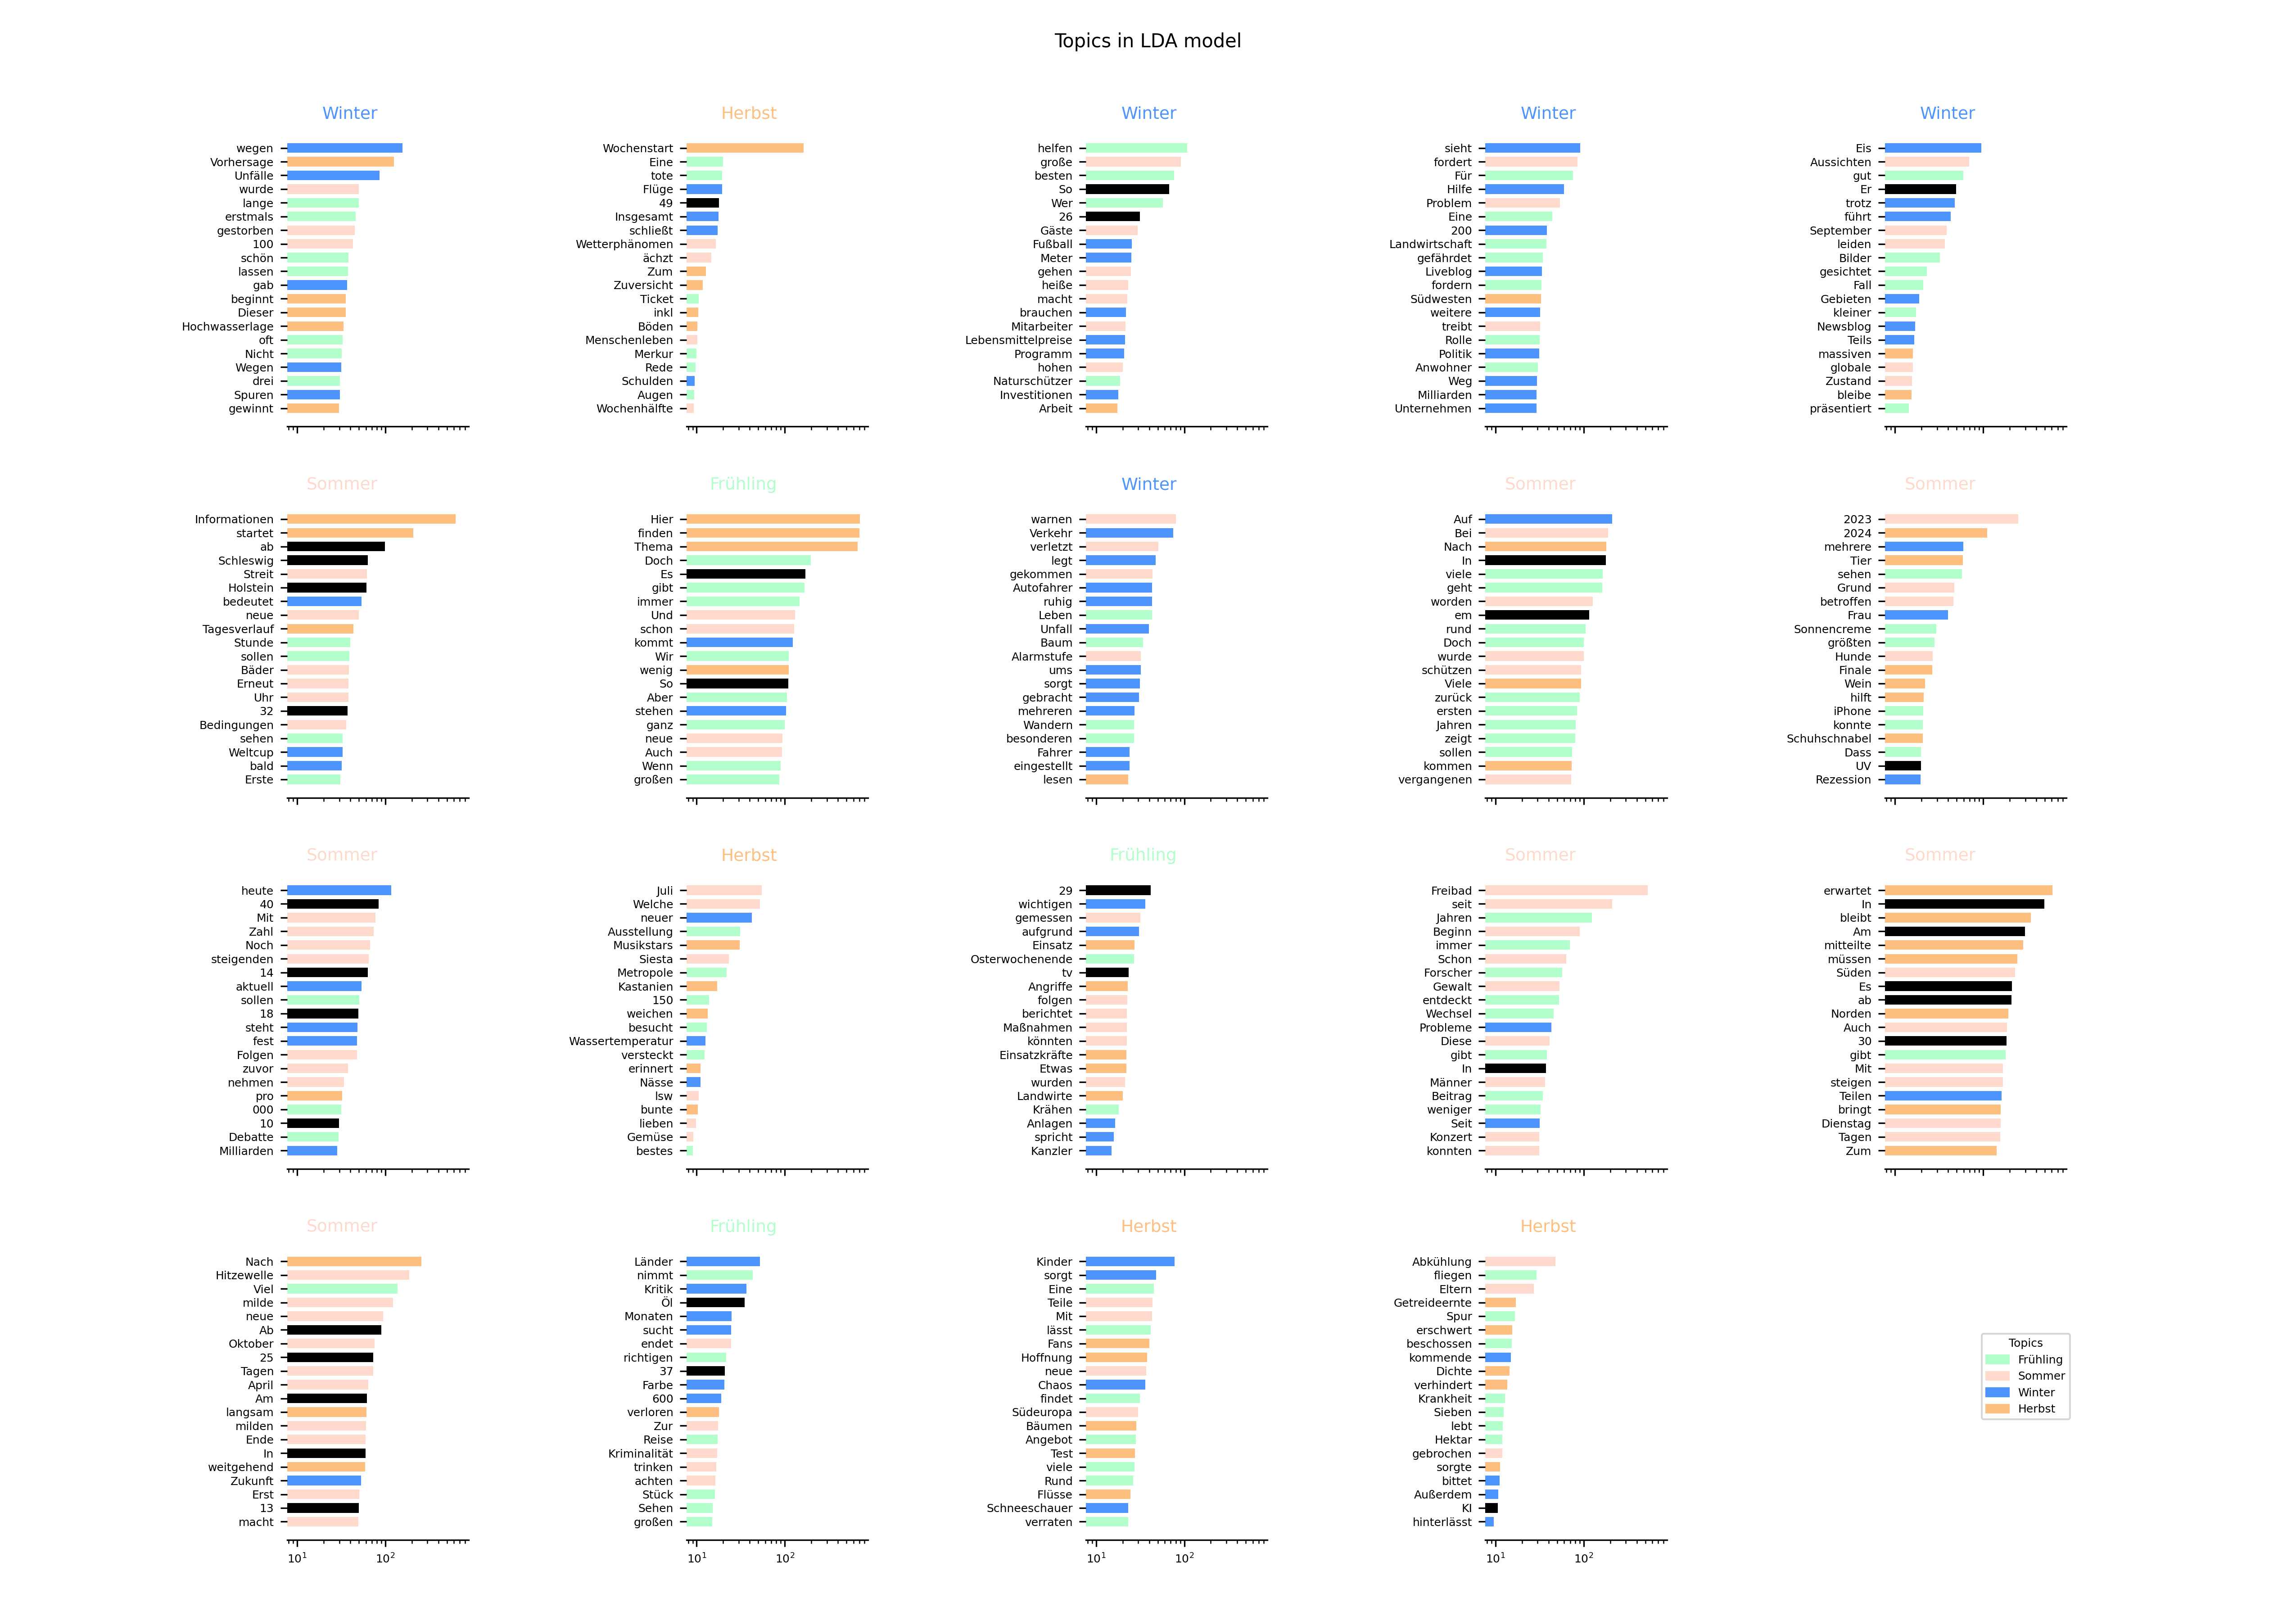 Topics in LDA model
Winter
wegen
Vorhersage
Unfälle
wurde
lange
erstmals
gestorben
100
schön
lassen
gab
beginnt
Dieser
Hochwasserlage
oft
Nicht
Wegen
drei
Spuren
gewinnt
Herbst
Wochenstart
Eine
tote
Flüge
49
Insgesamt
schließt
Wetterphänomen
ächzt
Zum
Zuversicht
Ticket
inkl
Böden
Menschenleben
Merkur
Rede
Schulden
Augen
Wochenhälfte
Winter
helfen
große
besten
So
Wer
26
Gäste
Fußball
Meter
gehen
heiße
macht
brauchen
Mitarbeiter
Lebensmittelpreise
Programm
hohen
Naturschützer
Investitionen
Arbeit
Winter
sieht
fordert
Für
Hilfe
Problem
Eine
200
Landwirtschaft
gefährdet
Liveblog
fordern
Südwesten
weitere
treibt
Rolle
Politik
Anwohner
Weg
Milliarden
Unternehmen
Winter
Eis
Aussichten
gut
Er
trotz
führt
September
leiden
Bilder
gesichtet
Fall
Gebieten
kleiner
Newsblog
Teils
massiven
globale
Zustand
bleibe
präsentiert
Sommer
Informationen
startet
ab
Schleswig
Streit
Holstein
bedeutet
neue
Tagesverlauf
Stunde
sollen
Bäder
Erneut
Uhr
32
Bedingungen
sehen
Weltcup
bald
Erste
Frühling
Hier
finden
Thema
Doch
Es
gibt
immer
Und
schon
kommt
Wir
wenig
So
Aber
stehen
ganz
neue
Auch
Wenn
großen
Winter
warnen
Verkehr
verletzt
legt
gekommen
Autofahrer
ruhig
Leben
Unfall
Baum
Alarmstufe
ums
sorgt
gebracht
mehreren
Wandern
besonderen
Fahrer
eingestellt
lesen
Sommer
Auf
Bei
Nach
In
viele
geht
worden
em
rund
Doch
wurde
schützen
Viele
zurück
ersten
Jahren
zeigt
sollen
kommen
vergangenen
Sommer
2023
2024
mehrere
Tier
sehen
Grund
betroffen
Frau
Sonnencreme
größten
Hunde
Finale
Wein
hilft
iPhone
konnte
Schuhschnabel
Dass
UV
Rezession
Sommer
heute
40
Mit
Zahl
Noch
steigenden
14
aktuell
sollen
18
steht
fest
Folgen
zuvor
nehmen
pro
000
10
Debatte
Milliarden
Herbst
Juli
Welche
neuer
Ausstellung
Musikstars
Siesta
Metropole
Kastanien
150
weichen
besucht
Wassertemperatur
versteckt
erinnert
Nässe
lsw
bunte
lieben
Gemüse
bestes
Frühling
29
wichtigen
gemessen
aufgrund
Einsatz
Osterwochenende
tv
Angriffe
folgen
berichtet
Maßnahmen
könnten
Einsatzkräfte
Etwas
wurden
Landwirte
Krähen
Anlagen
spricht
Kanzler
Sommer
Freibad
seit
Jahren
Beginn
immer
Schon
Forscher
Gewalt
entdeckt
Wechsel
Probleme
Diese
gibt
In
Männer
Beitrag
weniger
Seit
Konzert
konnten
Sommer
erwartet
In
bleibt
Am
mitteilte
müssen
Süden
Es
ab
Norden
Auch
30
gibt
Mit
steigen
Teilen
bringt
Dienstag
Tagen
Zum
Sommer
Nach
Hitzewelle
Viel
milde
neue
Ab
Oktober
25
Tagen
April
Am
langsam
milden
Ende
In
weitgehend
Zukunft
Erst
13
macht
10¹ 10²
Frühling
Länder
nimmt
Kritik
Öl
Monaten
sucht
endet
richtigen
37
Farbe
600
verloren
Zur
Reise
Kriminalität
trinken
achten
Stück
Sehen
großen
10¹ 10²
Herbst
Kinder
sorgt
Eine
Teile
Mit
lässt
Fans
Hoffnung
neue
Chaos
findet
Südeuropa
Bäumen
Angebot
Test
viele
Rund
Flüsse
Schneeschauer
verraten
10¹ 10²
Herbst
Abkühlung
fliegen
Eltern
Getreideernte
Spur
erschwert
beschossen
kommende
Dichte
verhindert
Krankheit
Sieben
lebt
Hektar
gebrochen
sorgte
bittet
Außerdem
KI
hinterlässt
10¹ 10²
Topics
Frühling
Sommer
Winter
Herbst